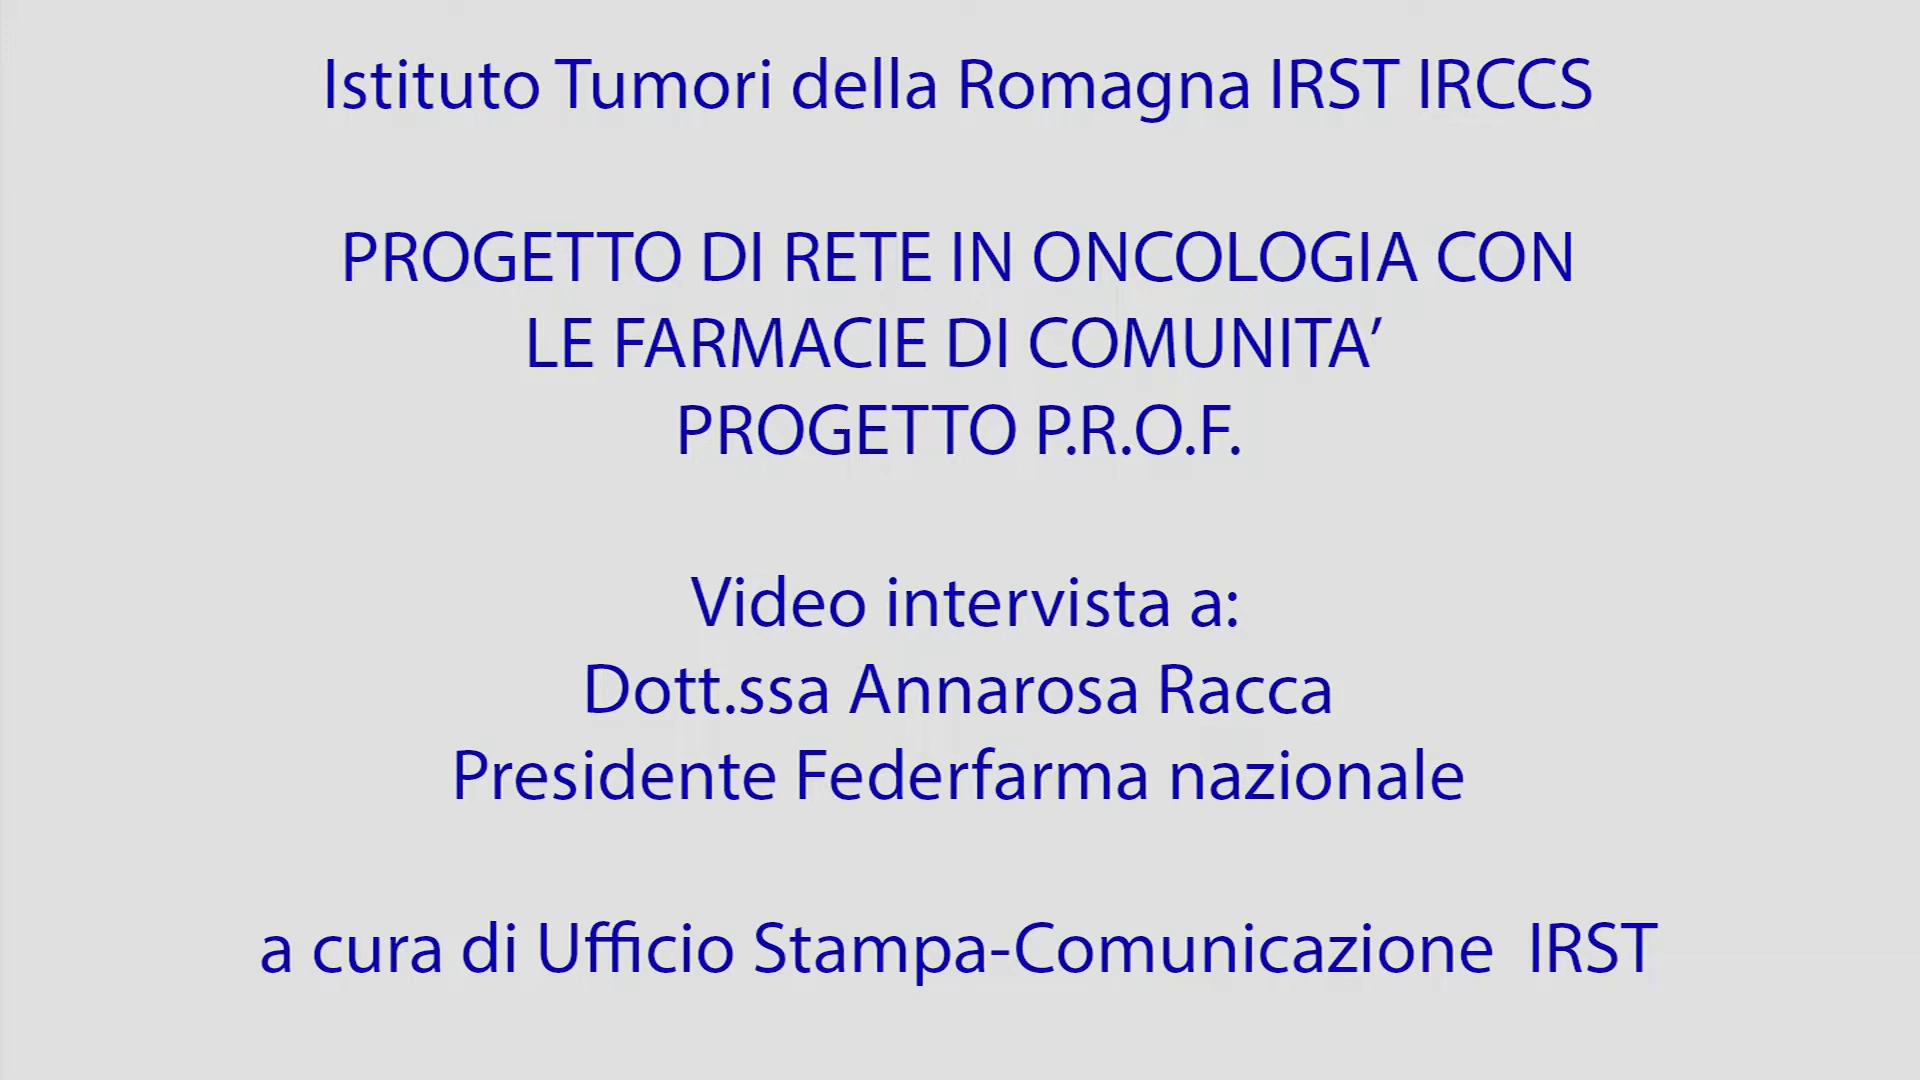 Istituto Tumori della Romagna IRST IRCCS
PROGETTO DI RETE IN ONCOLOGIA CON
LE FARMACIE DI COMUNITA’
PROGETTO P.R.O.F.
Video intervista a:
Dott.ssa Annarosa Racca
Presidente Federfarma nazionale
a cura di Ufficio Stampa-Comunicazione  IRST